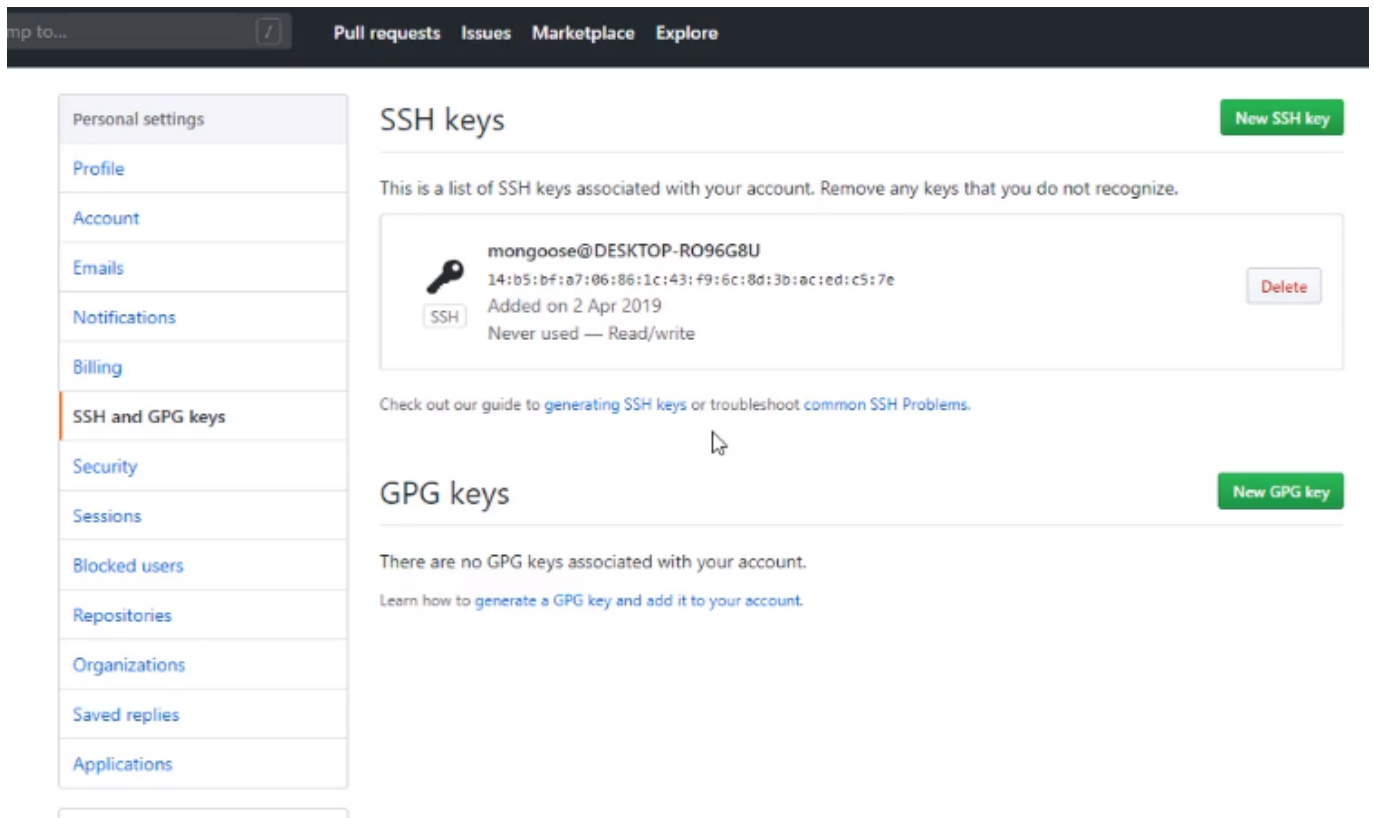 mp to... /
Pull requests Issues Marketplace Explore
Personal settings
Profile
Account
Emails
Notifications
Billing
SSH and GPG keys
Security
Sessions
Blocked users
Repositories
Organizations
Saved replies
Applications
SSH keys
New SSH key
This is a list of SSH keys associated with your account. Remove any keys that you do not recognize.
mongoose@DESKTOP-RO96G8U
14:b5:bf:a7:06:86:1c:43:f9:6c:8d:3b:ac:ed:c5:7e
Added on 2 Apr 2019
Never used — Read/write
SSH
Delete
Check out our guide to generating SSH keys or troubleshoot common SSH Problems.
GPG keys
New GPG key
There are no GPG keys associated with your account.
Learn how to generate a GPG key and add it to your account.